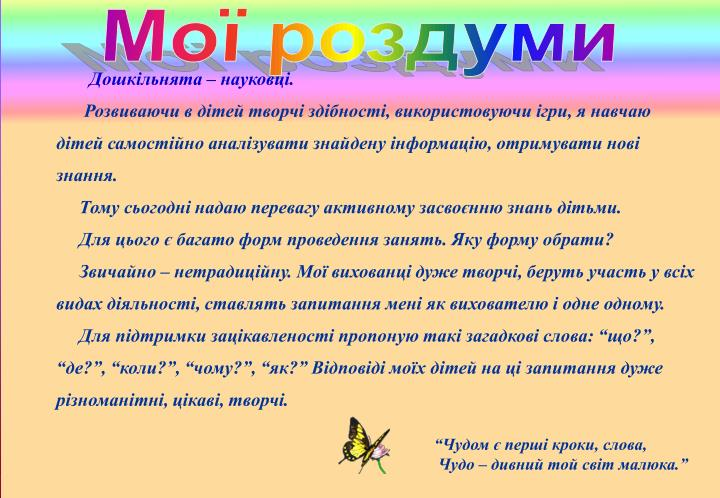 Мої роздуми
Дошкільнята – науковці.
Розвиваючи в дітей творчі здібності, використовуючи ігри, я навчаю
дітей самостійно аналізувати знайдену інформацію, отримувати нові
знання.
Тому сьогодні надаю перевагу активному засвоєнню знань дітьми.
Для цього є багато форм проведення занять. Яку форму обрати?
Звичайно – нетрадиційну. Мої вихованці дуже творчі, беруть участь у всіх
видах діяльності, ставлять запитання мені як вихователю і одне одному.
Для підтримки зацікавленості пропоную такі загадкові слова: “що?”,
“де?”, “коли?”, “чому?”, “як?” Відповіді моїх дітей на ці запитання дуже
різноманітні, цікаві, творчі.
“Чудом є перші кроки, слова,
Чудо – дивний той світ малюка.”